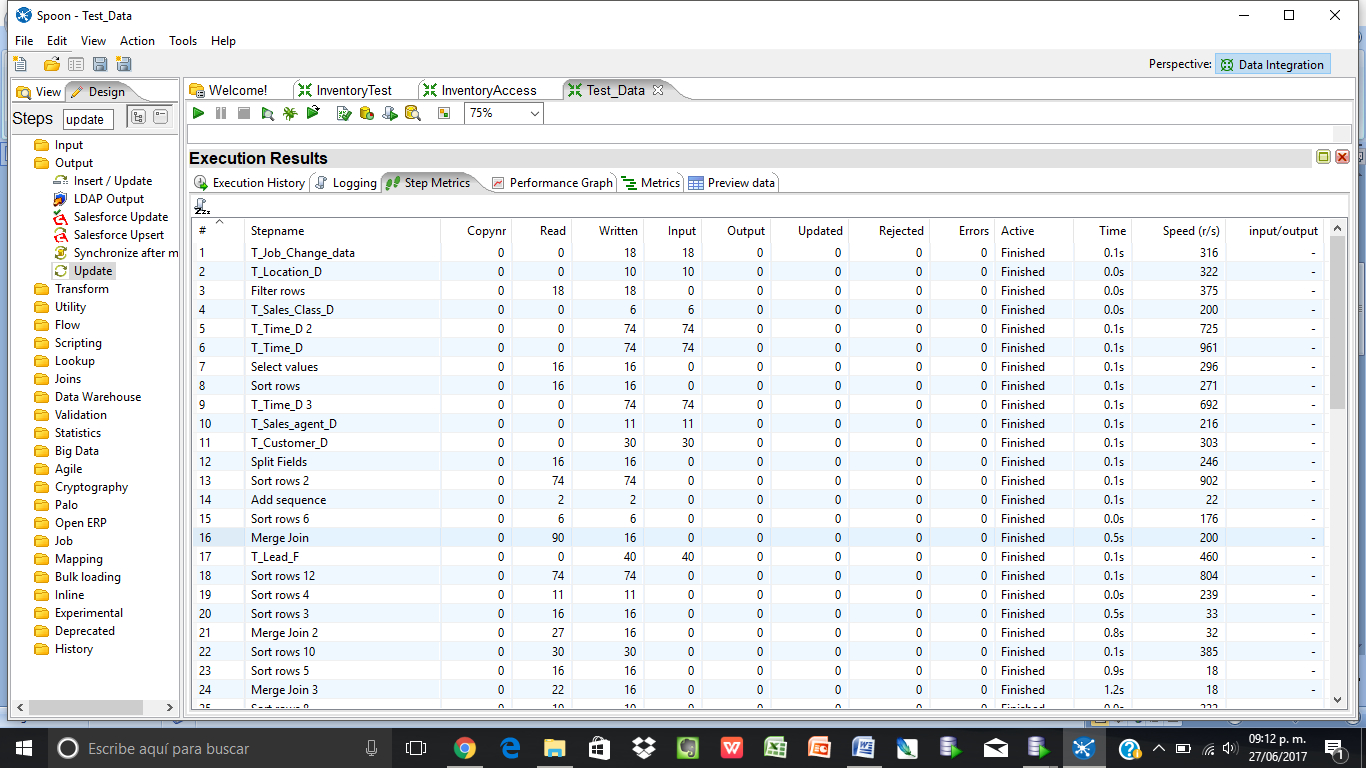 Spoon - Test_Data
File Edit View Action Tools Help
Perspective: Data Integration
View Design
Welcome! InventoryTest InventoryAccess Test_Data
Steps update
75%
Input
Output
Insert / Update
LDAP Output
Salesforce Update
Salesforce Upsert
Synchronize after m
Update
Transform
Utility
Flow
Scripting
Lookup
Joins
Data Warehouse
Validation
Statistics
Big Data
Agile
Cryptography
Palo
Open ERP
Job
Mapping
Bulk loading
Inline
Experimental
Deprecated
History
Execution Results
Execution History Logging Step Metrics Performance Graph Metrics Preview data
# Stepname Copynr Read Written Input Output Updated Rejected Errors Active Time Speed (r/s) input/output
1 T_Job_Change_data 0 0 18 18 0 0 0 0 Finished 0.1s 316 -
2 T_Location_D 0 0 10 10 0 0 0 0 Finished 0.0s 322 -
3 Filter rows 0 18 18 0 0 0 0 0 Finished 0.0s 375 -
4 T_Sales_Class_D 0 0 6 6 0 0 0 0 Finished 0.0s 200 -
5 T_Time_D 2 0 0 74 74 0 0 0 0 Finished 0.1s 725 -
6 T_Time_D 0 0 74 74 0 0 0 0 Finished 0.1s 961 -
7 Select values 0 16 16 0 0 0 0 0 Finished 0.1s 296 -
8 Sort rows 0 16 16 0 0 0 0 0 Finished 0.1s 271 -
9 T_Time_D 3 0 0 74 74 0 0 0 0 Finished 0.1s 692 -
10 T_Sales_agent_D 0 0 11 11 0 0 0 0 Finished 0.1s 216 -
11 T_Customer_D 0 0 30 30 0 0 0 0 Finished 0.1s 303 -
12 Split Fields 0 16 16 0 0 0 0 0 Finished 0.1s 246 -
13 Sort rows 2 0 74 74 0 0 0 0 0 Finished 0.1s 902 -
14 Add sequence 0 2 2 0 0 0 0 0 Finished 0.1s 22 -
15 Sort rows 6 0 6 6 0 0 0 0 0 Finished 0.0s 176 -
16 Merge Join 0 90 16 0 0 0 0 0 Finished 0.5s 200 -
17 T_Lead_F 0 0 40 40 0 0 0 0 Finished 0.1s 460 -
18 Sort rows 12 0 74 74 0 0 0 0 0 Finished 0.1s 804 -
19 Sort rows 4 0 11 11 0 0 0 0 0 Finished 0.0s 239 -
20 Sort rows 3 0 16 16 0 0 0 0 0 Finished 0.5s 33 -
21 Merge Join 2 0 27 16 0 0 0 0 0 Finished 0.8s 32 -
22 Sort rows 10 0 30 30 0 0 0 0 0 Finished 0.1s 385 -
23 Sort rows 5 0 16 16 0 0 0 0 0 Finished 0.9s 18 -
24 Merge Join 3 0 22 16 0 0 0 0 0 Finished 1.2s 18 -
Escribe aquí para buscar
09:12 p. m.
27/06/2017
1